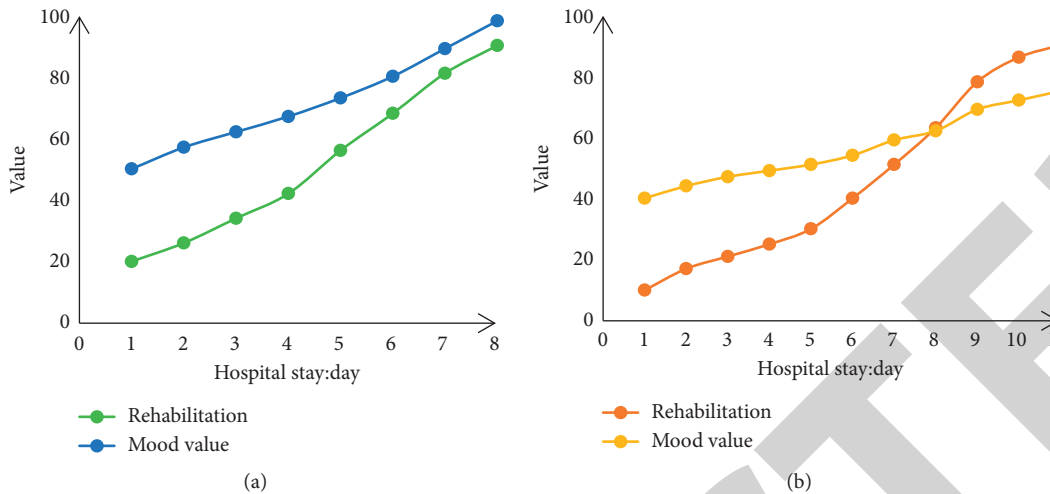 100
80
60
40
20
0
Value
0 1 2 3 4 5 6 7 8
Hospital stay:day
Rehabilitation
Mood value
(a)
100
80
60
40
20
0
Value
0 1 2 3 4 5 6 7 8 9 10
Hospital stay:day
Rehabilitation
Mood value
(b)